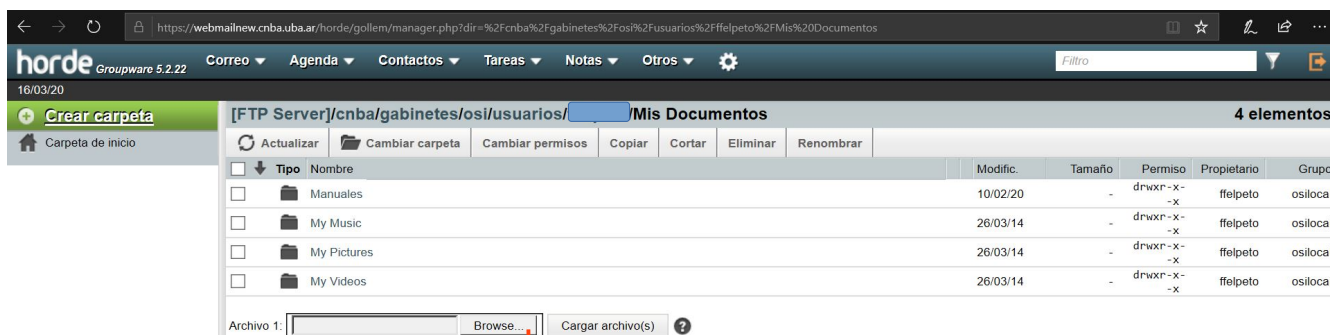 https://webmailnew.cnba.uba.ar/horde/gollem/manager.php?dir=%2Fcnba%2Fgabinetes%2Fosi%2Fusuarios%2Fffelpeto%2FMis%20Documentos
horde Groupware 5.2.22 Correo Agenda Contactos Tareas Notas Otros Filtro
16/03/20
Crear carpeta [FTP Server]/cnba/gabinetes/osi/usuarios/ /Mis Documentos 4 elementos
Carpeta de inicio Actualizar Cambiar carpeta Cambiar permisos Copiar Cortar Eliminar Renombrar
Tipo Nombre Modific. Tamaño Permiso Propietario Grupo
Manuales 10/02/20 - drwxr-x--x ffelpeto osiloca
My Music 26/03/14 - drwxr-x--x ffelpeto osiloca
My Pictures 26/03/14 - drwxr-x--x ffelpeto osiloca
My Videos 26/03/14 - drwxr-x--x ffelpeto osiloca
Archivo 1: Browse... Cargar archivo(s)